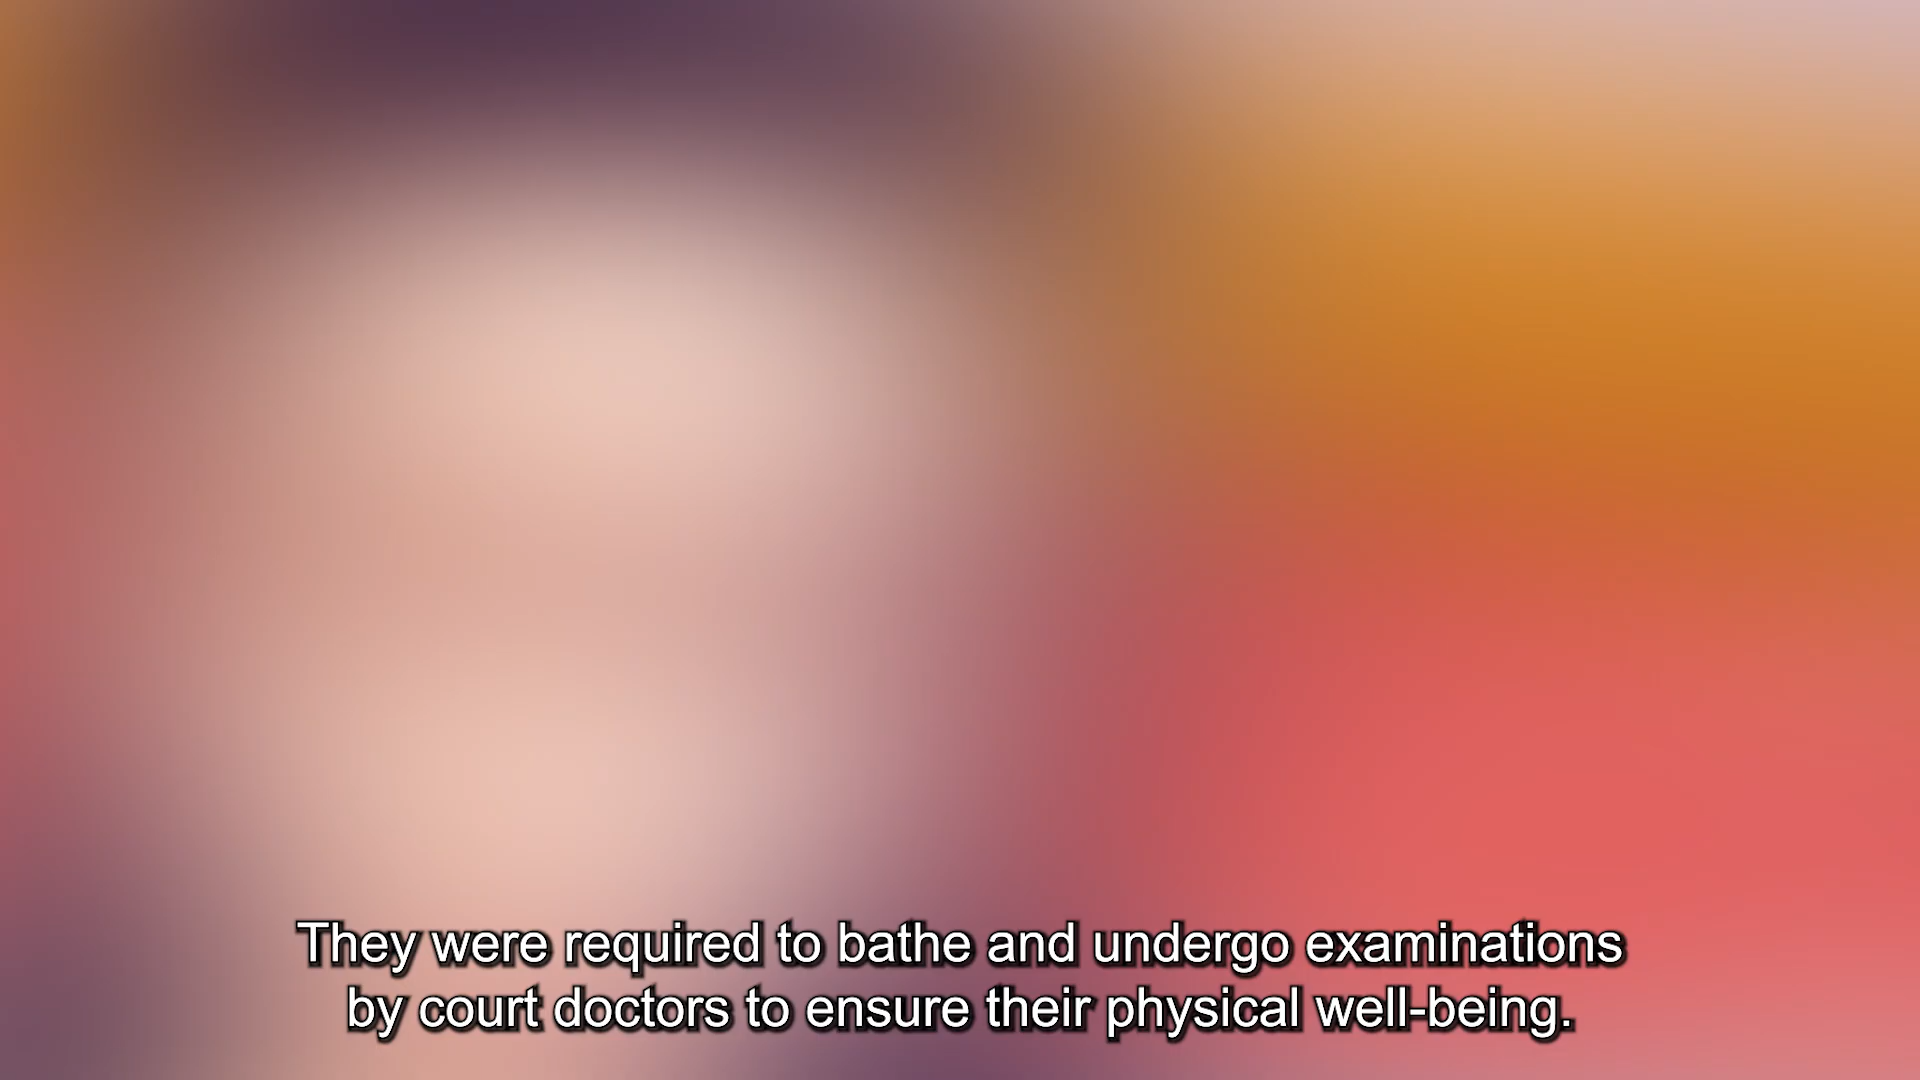 They were required to bathe and undergo examinations
by court doctors to ensure their physical well-being.